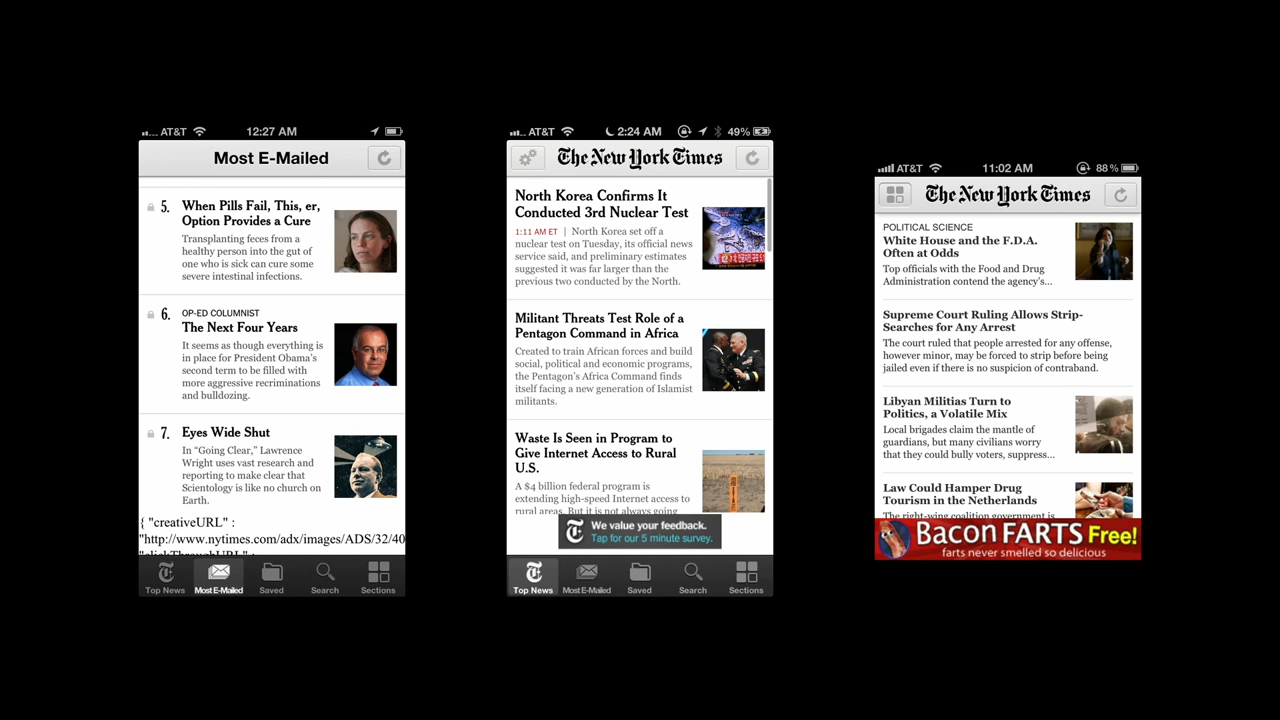 AT&T 12:27 AM
Most E-Mailed
5. When Pills Fail, This, er,
Option Provides a Cure
Transplanting feces from a
healthy person into the gut of
one who is sick can cure some
severe intestinal infections.
6. OP-ED COLUMNIST
The Next Four Years
It seems as though everything is
in place for President Obama's
second term to be filled with
more aggressive recriminations
and bulldozing.
7. Eyes Wide Shut
In "Going Clear," Lawrence
Wright uses vast research and
reporting to make clear that
Scientology is like no church on
Earth.
{ "creativeURL" :
"http://www.nytimes.com/adx/images/ADS/32/40
"clickThroughURL" :
Top News Most E-Mailed Saved Search Sections
AT&T 2:24 AM 49%
The New York Times
North Korea Confirms It
Conducted 3rd Nuclear Test
1:11 AM ET | North Korea set off a
nuclear test on Tuesday, its official news
service said, and preliminary estimates
suggested it was far larger than the
previous two conducted by the North.
Militant Threats Test Role of a
Pentagon Command in Africa
Created to train African forces and build
social, political and economic programs,
the Pentagon's Africa Command finds
itself facing a new generation of Islamist
militants.
Waste Is Seen in Program to
Give Internet Access to Rural
U.S.
A $4 billion federal program is
extending high-speed Internet access to
rural areas. But it is not always going
We value your feedback.
Tap for our 5 minute survey.
Top News Most E-Mailed Saved Search Sections
AT&T 11:02 AM 88%
The New York Times
POLITICAL SCIENCE
White House and the F.D.A.
Often at Odds
Top officials with the Food and Drug
Administration contend the agency's...
Supreme Court Ruling Allows Strip-
Searches for Any Arrest
The court ruled that people arrested for any offense,
however minor, may be forced to strip before being
jailed even if there is no suspicion of contraband.
Libyan Militias Turn to
Politics, a Volatile Mix
Local brigades claim the mantle of
guardians, but many civilians worry
that they could bully voters, suppress...
Law Could Hamper Drug
Tourism in the Netherlands
The right-wing coalition government is
Bacon FARTS Free!
farts never smelled so delicious